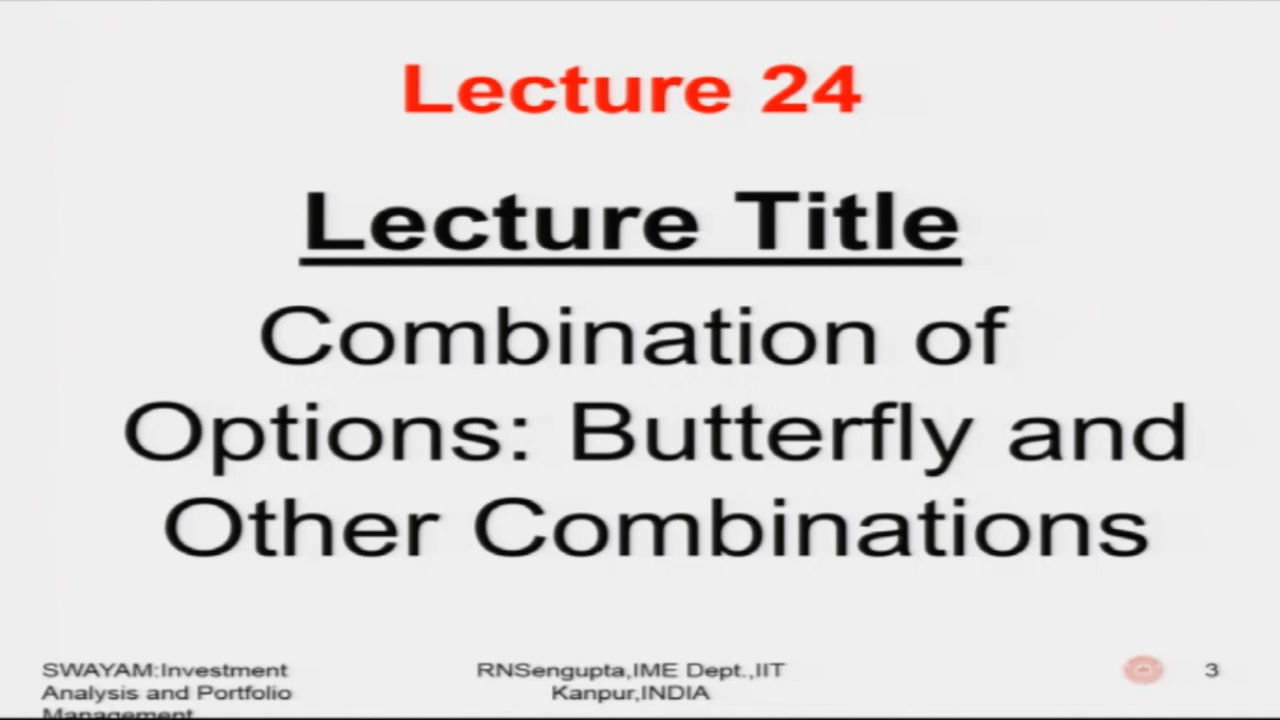 Lecture 24
Lecture Title
Combination of
Options: Butterfly and
Other Combinations
SWAYAM:Investment
Analysis and Portfolio
Management
RNSengupta,IME Dept.,IIT
Kanpur,INDIA
3